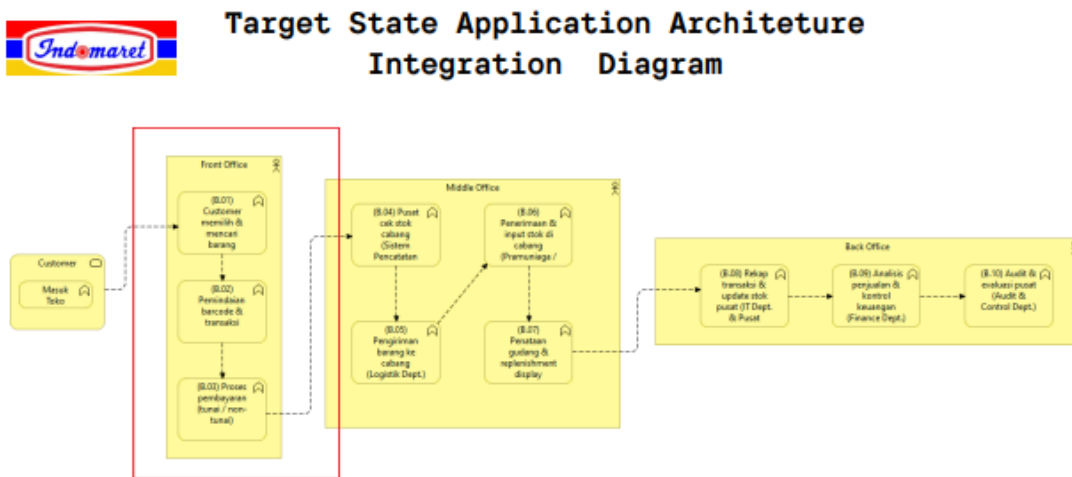 Indomaret
Target State Application Architeture
Integration Diagram
Customer
Masuk
Toko
Front Office
(B.01)
Customer
memilih &
mencari
barang
(B.02)
Pemindaian
barcode &
transaksi
(B.03) Proses
pembayaran
(tunai / non-
tunai)
Middle Office
(B.04) Pusat
cek stok
cabang
(Sistem
Pencatatan
(B.05)
Pengiriman
barang ke
cabang
(Logistik Dept.)
(B.06)
Penerimaan &
input stok di
cabang
(Pramuniaga /
(B.07)
Penataan
gudang &
replenishment
display
Back Office
(B.08) Rekap
transaksi &
update stok
pusat (IT Dept.
& Pusat
(B.09) Analisis
penjualan &
kontrol
keuangan
(Finance Dept.)
(B.10) Audit &
evaluasi pusat
(Audit &
Control Dept.)